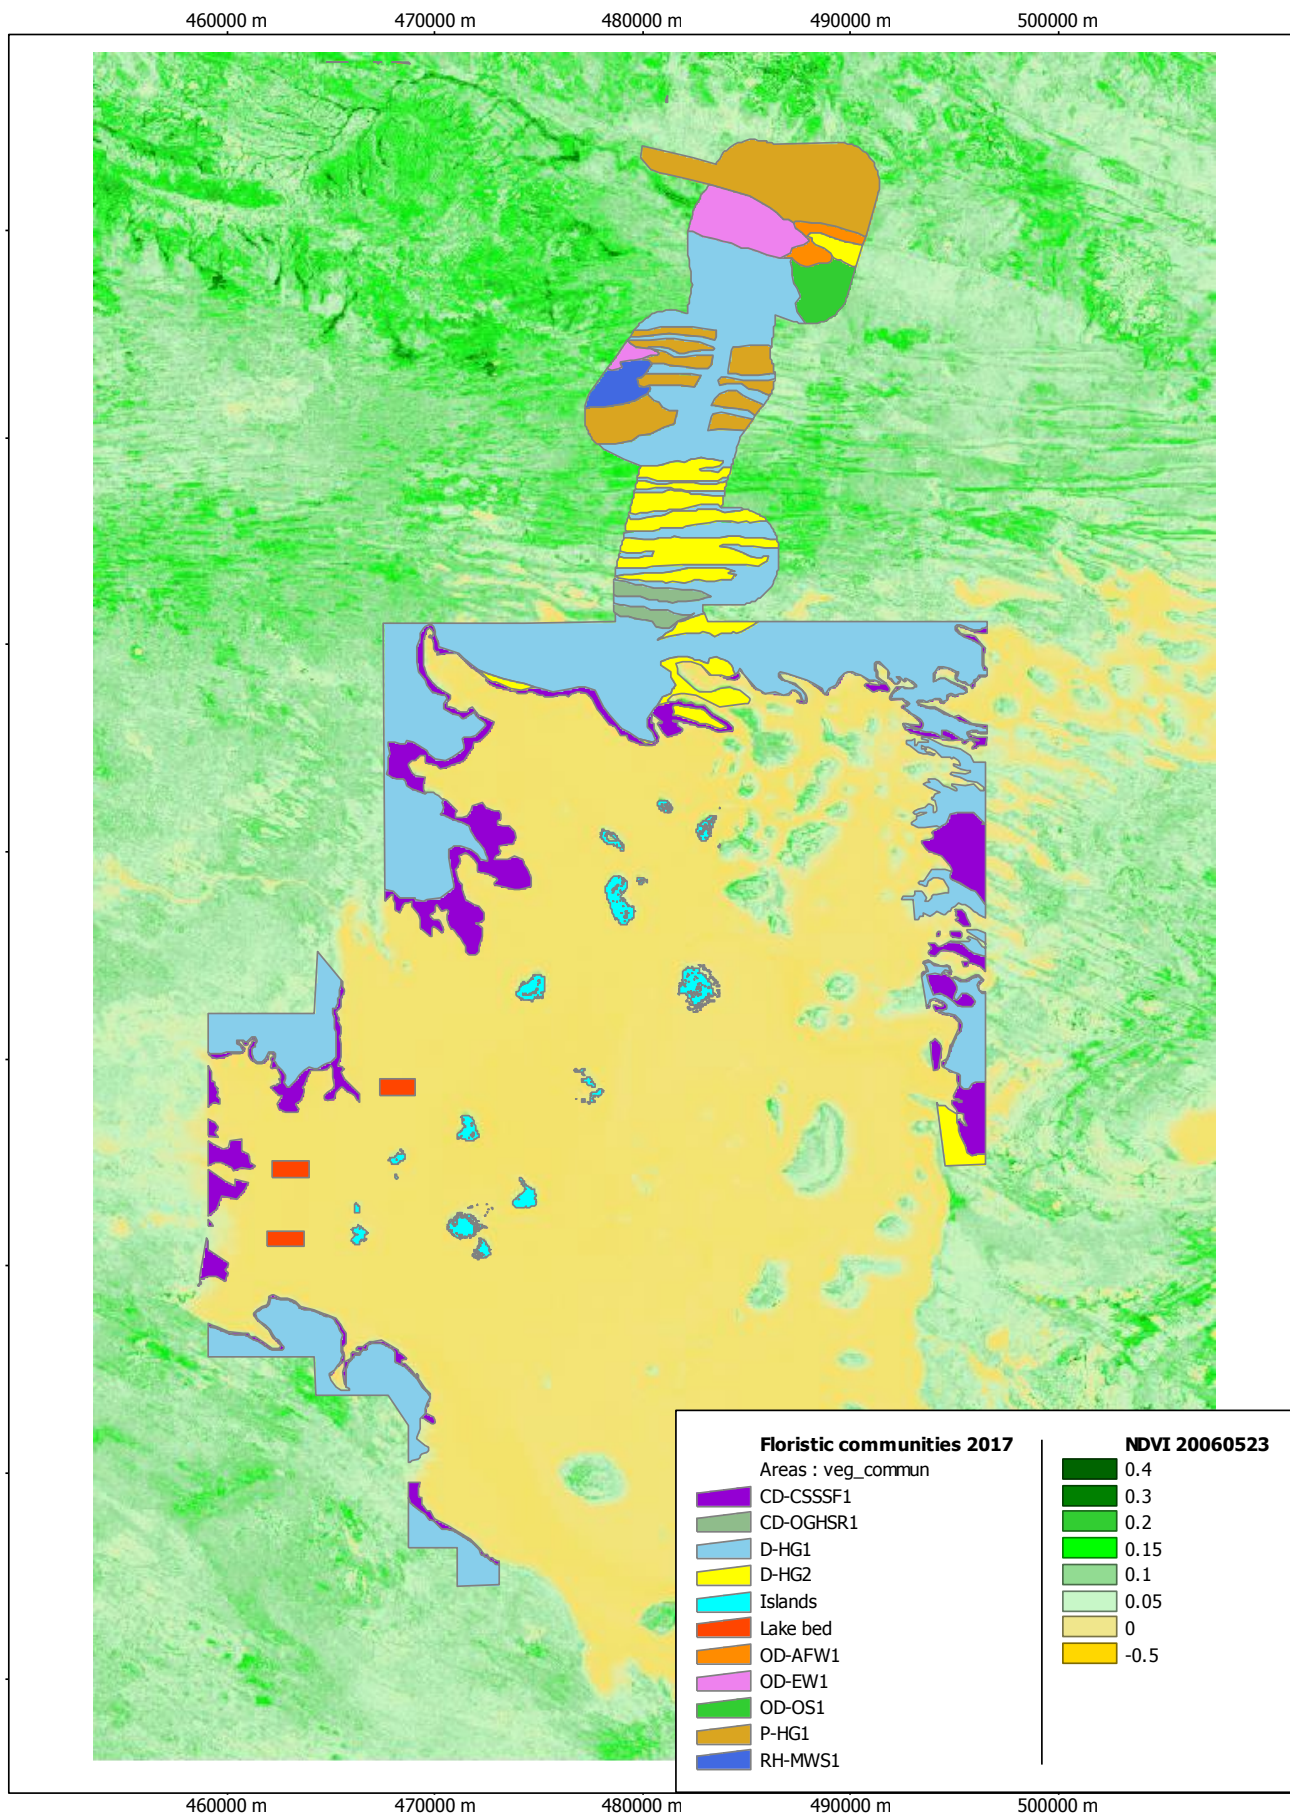 460000 m 470000 m 480000 m 490000 m 500000 m
Floristic communities 2017
Areas : veg_commun
CD-CSSSF1
CD-OGHSR1
D-HG1
D-HG2
Islands
Lake bed
OD-AFW1
OD-EW1
OD-OS1
P-HG1
RH-MWS1
NDVI 20060523
0.4
0.3
0.2
0.15
0.1
0.05
0
-0.5
460000 m 470000 m 480000 m 490000 m 500000 m